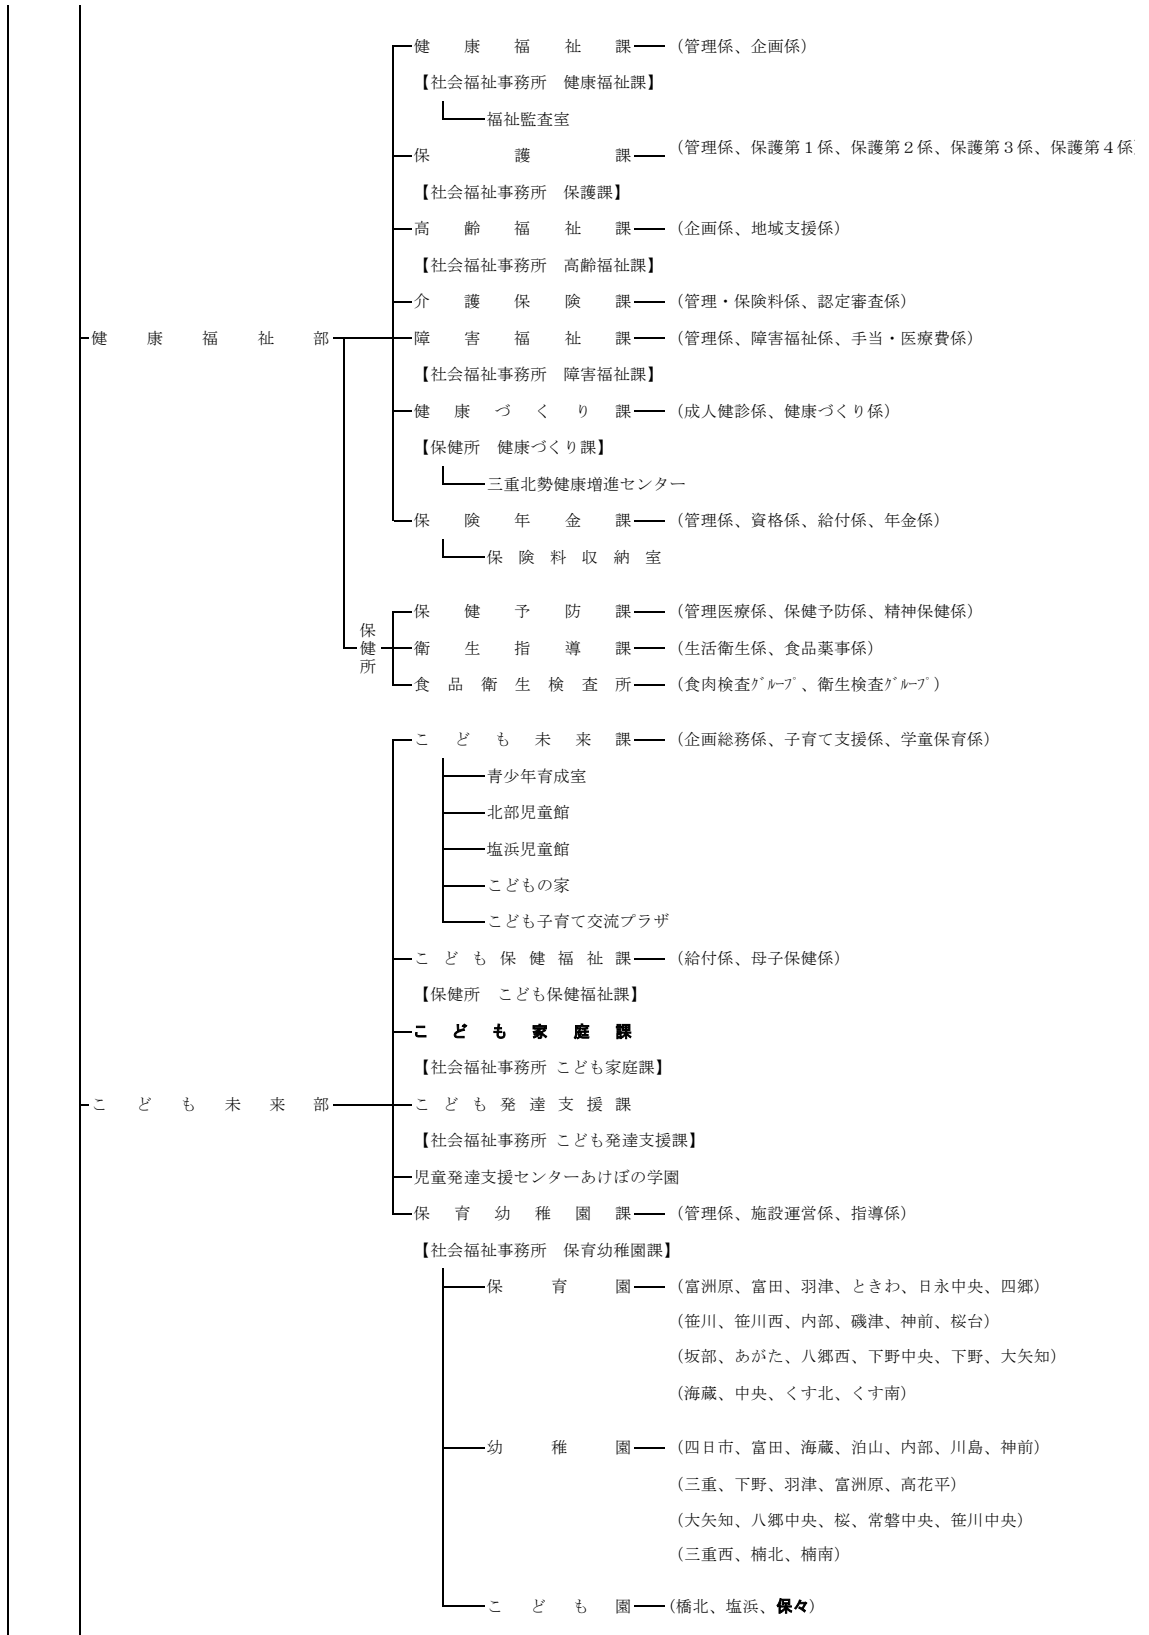 健康福祉課 （管理係、企画係）
【社会福祉事務所　健康福祉課】
福祉監査室
保護課 （管理係、保護第１係、保護第２係、保護第３係、保護第４係
【社会福祉事務所　保護課】
高齢福祉課 （企画係、地域支援係）
【社会福祉事務所　高齢福祉課】
介護保険課 （管理・保険料係、認定審査係）
健康福祉部 障害福祉課 （管理係、障害福祉係、手当・医療費係）
【社会福祉事務所　障害福祉課】
健康づくり課 （成人健診係、健康づくり係）
【保健所　健康づくり課】
三重北勢健康増進センター
保険年金課 （管理係、資格係、給付係、年金係）
保険料収納室
保健予防課 （管理医療係、保健予防係、精神保健係）
保健所 衛生指導課 （生活衛生係、食品薬事係）
食品衛生検査所 （食肉検査ｸﾞﾙｰﾌﾟ、衛生検査ｸﾞﾙｰﾌﾟ）
こども未来課 （企画総務係、子育て支援係、学童保育係）
青少年育成室
北部児童館
塩浜児童館
こどもの家
こども子育て交流プラザ
こども保健福祉課 （給付係、母子保健係）
【保健所　こども保健福祉課】
こども家庭課
【社会福祉事務所 こども家庭課】
こども未来部 こども発達支援課
【社会福祉事務所 こども発達支援課】
児童発達支援センターあけぼの学園
保育幼稚園課 （管理係、施設運営係、指導係）
【社会福祉事務所　保育幼稚園課】
保育園 （富洲原、富田、羽津、ときわ、日永中央、四郷）
（笹川、笹川西、内部、磯津、神前、桜台）
（坂部、あがた、八郷西、下野中央、下野、大矢知）
（海蔵、中央、くす北、くす南）
幼稚園 （四日市、富田、海蔵、泊山、内部、川島、神前）
（三重、下野、羽津、富洲原、高花平）
（大矢知、八郷中央、桜、常磐中央、笹川中央）
（三重西、楠北、楠南）
こども園 （橋北、塩浜、保々）